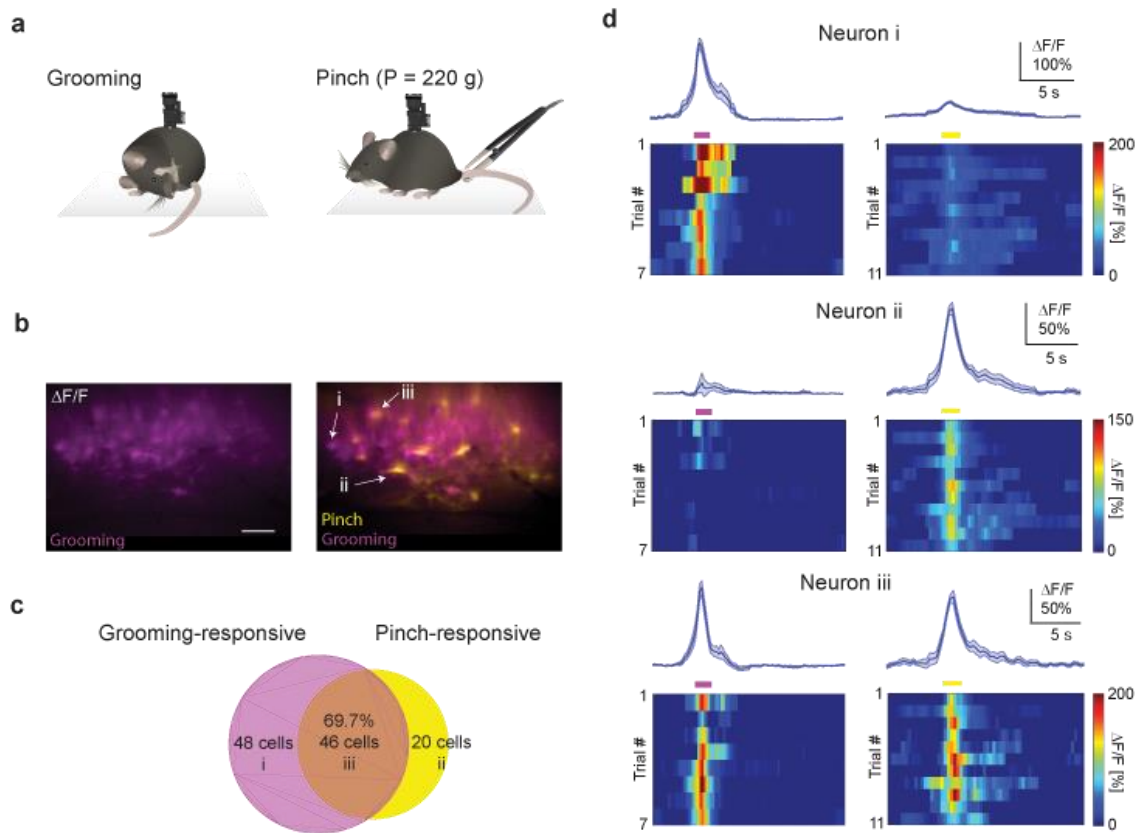 a
Grooming
Pinch (P = 220 g)
b
ΔF/F
Grooming
i
iii
ii
Pinch
Grooming
c
Grooming-responsive
Pinch-responsive
48 cells
i
69.7%
46 cells
iii
20 cells
ii
d
Neuron i
ΔF/F
100%
5 s
1
Trial #
7
1
Trial #
11
200
ΔF/F [%]
0
Neuron ii
ΔF/F
50%
5 s
1
Trial #
7
1
Trial #
11
150
ΔF/F [%]
0
Neuron iii
ΔF/F
50%
5 s
1
Trial #
7
1
Trial #
11
200
ΔF/F [%]
0